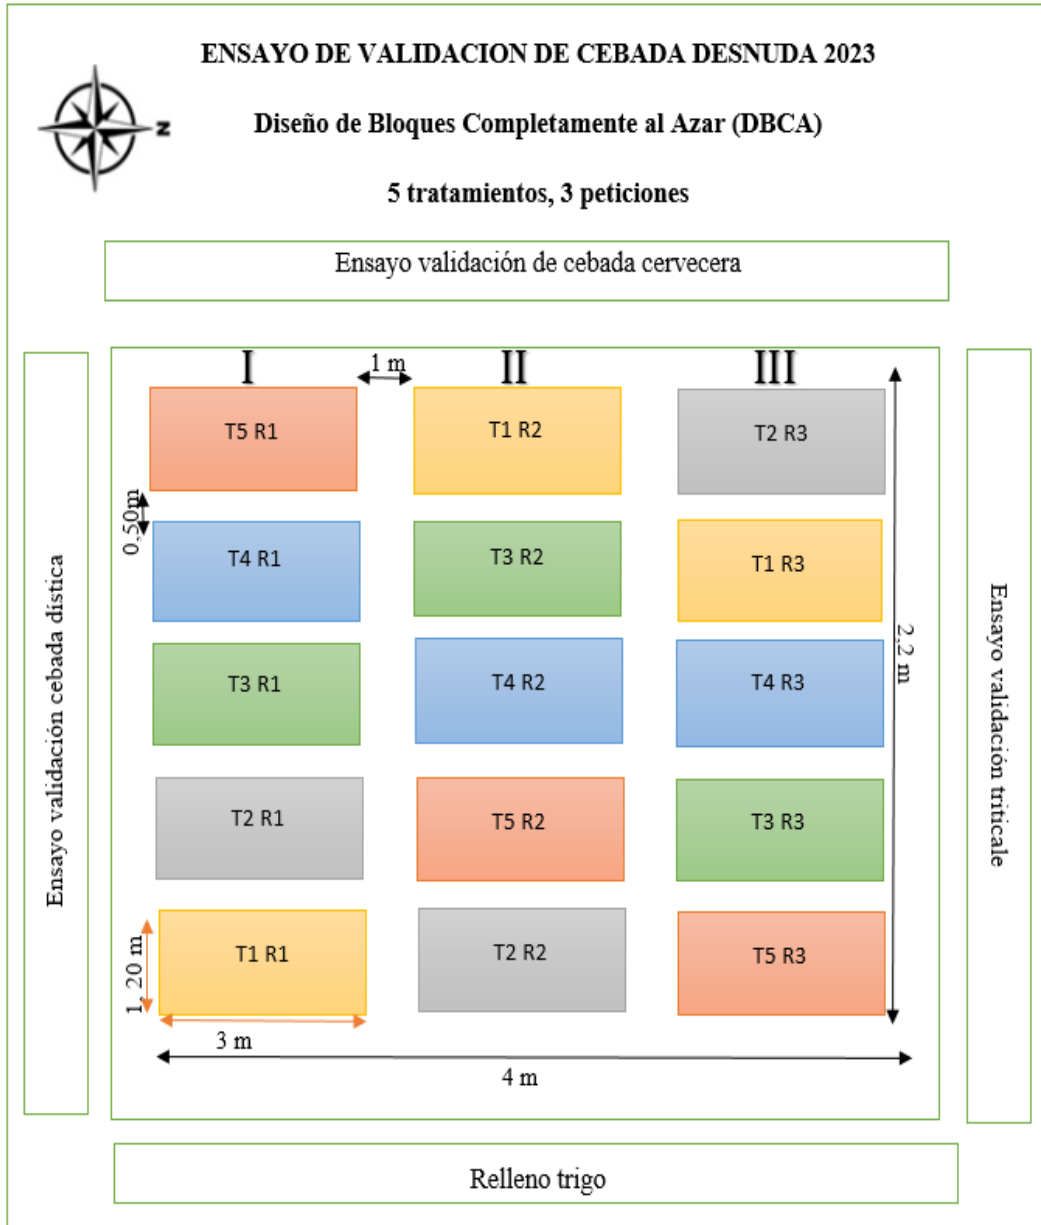 ENSAYO DE VALIDACION DE CEBADA DESNUDA 2023
Z
Diseño de Bloques Completamente al Azar (DBCA)
5 tratamientos, 3 peticiones
Ensayo validación de cebada cervecera
I
1 m
II
III
T5 R1
T1 R2
T2 R3
0,50m
T4 R1
T3 R2
T1 R3
Ensayo validación cebada dística
2,2 m
Ensayo validación triticale
T3 R1
T4 R2
T4 R3
T2 R1
T5 R2
T3 R3
1, 20 m
T1 R1
T2 R2
T5 R3
3 m
4 m
Relleno trigo